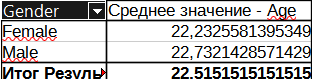 Gender Среднее значение - Age
Female 22,2325581395349
Male 22,7321428571429
Итог Резуль 22,5151515151515